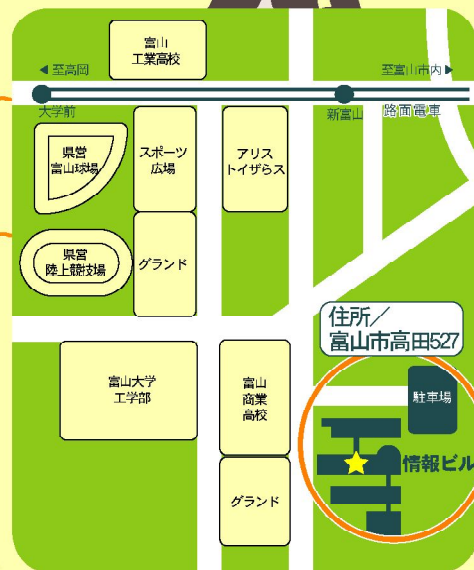 富山
工業高校
◀ 至高岡
至富山市内 ▶
大学前
新富山
路面電車
県営
富山球場
スポーツ
広場
アリス
トイザらス
県営
陸上競技場
グランド
住所／
富山市高田527
富山大学
工学部
富山
商業
高校
駐車場
情報ビル
グランド